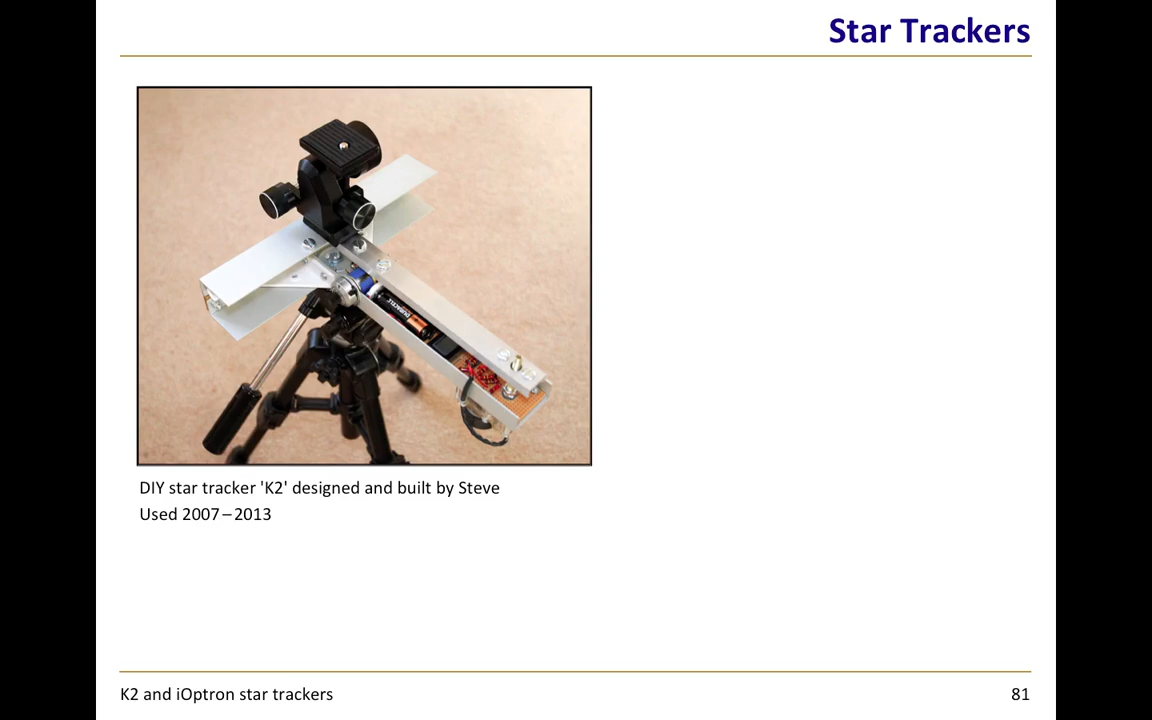 Star Trackers
DURACELL
DIY star tracker 'K2' designed and built by Steve
Used 2007–2013
K2 and iOptron star trackers
81